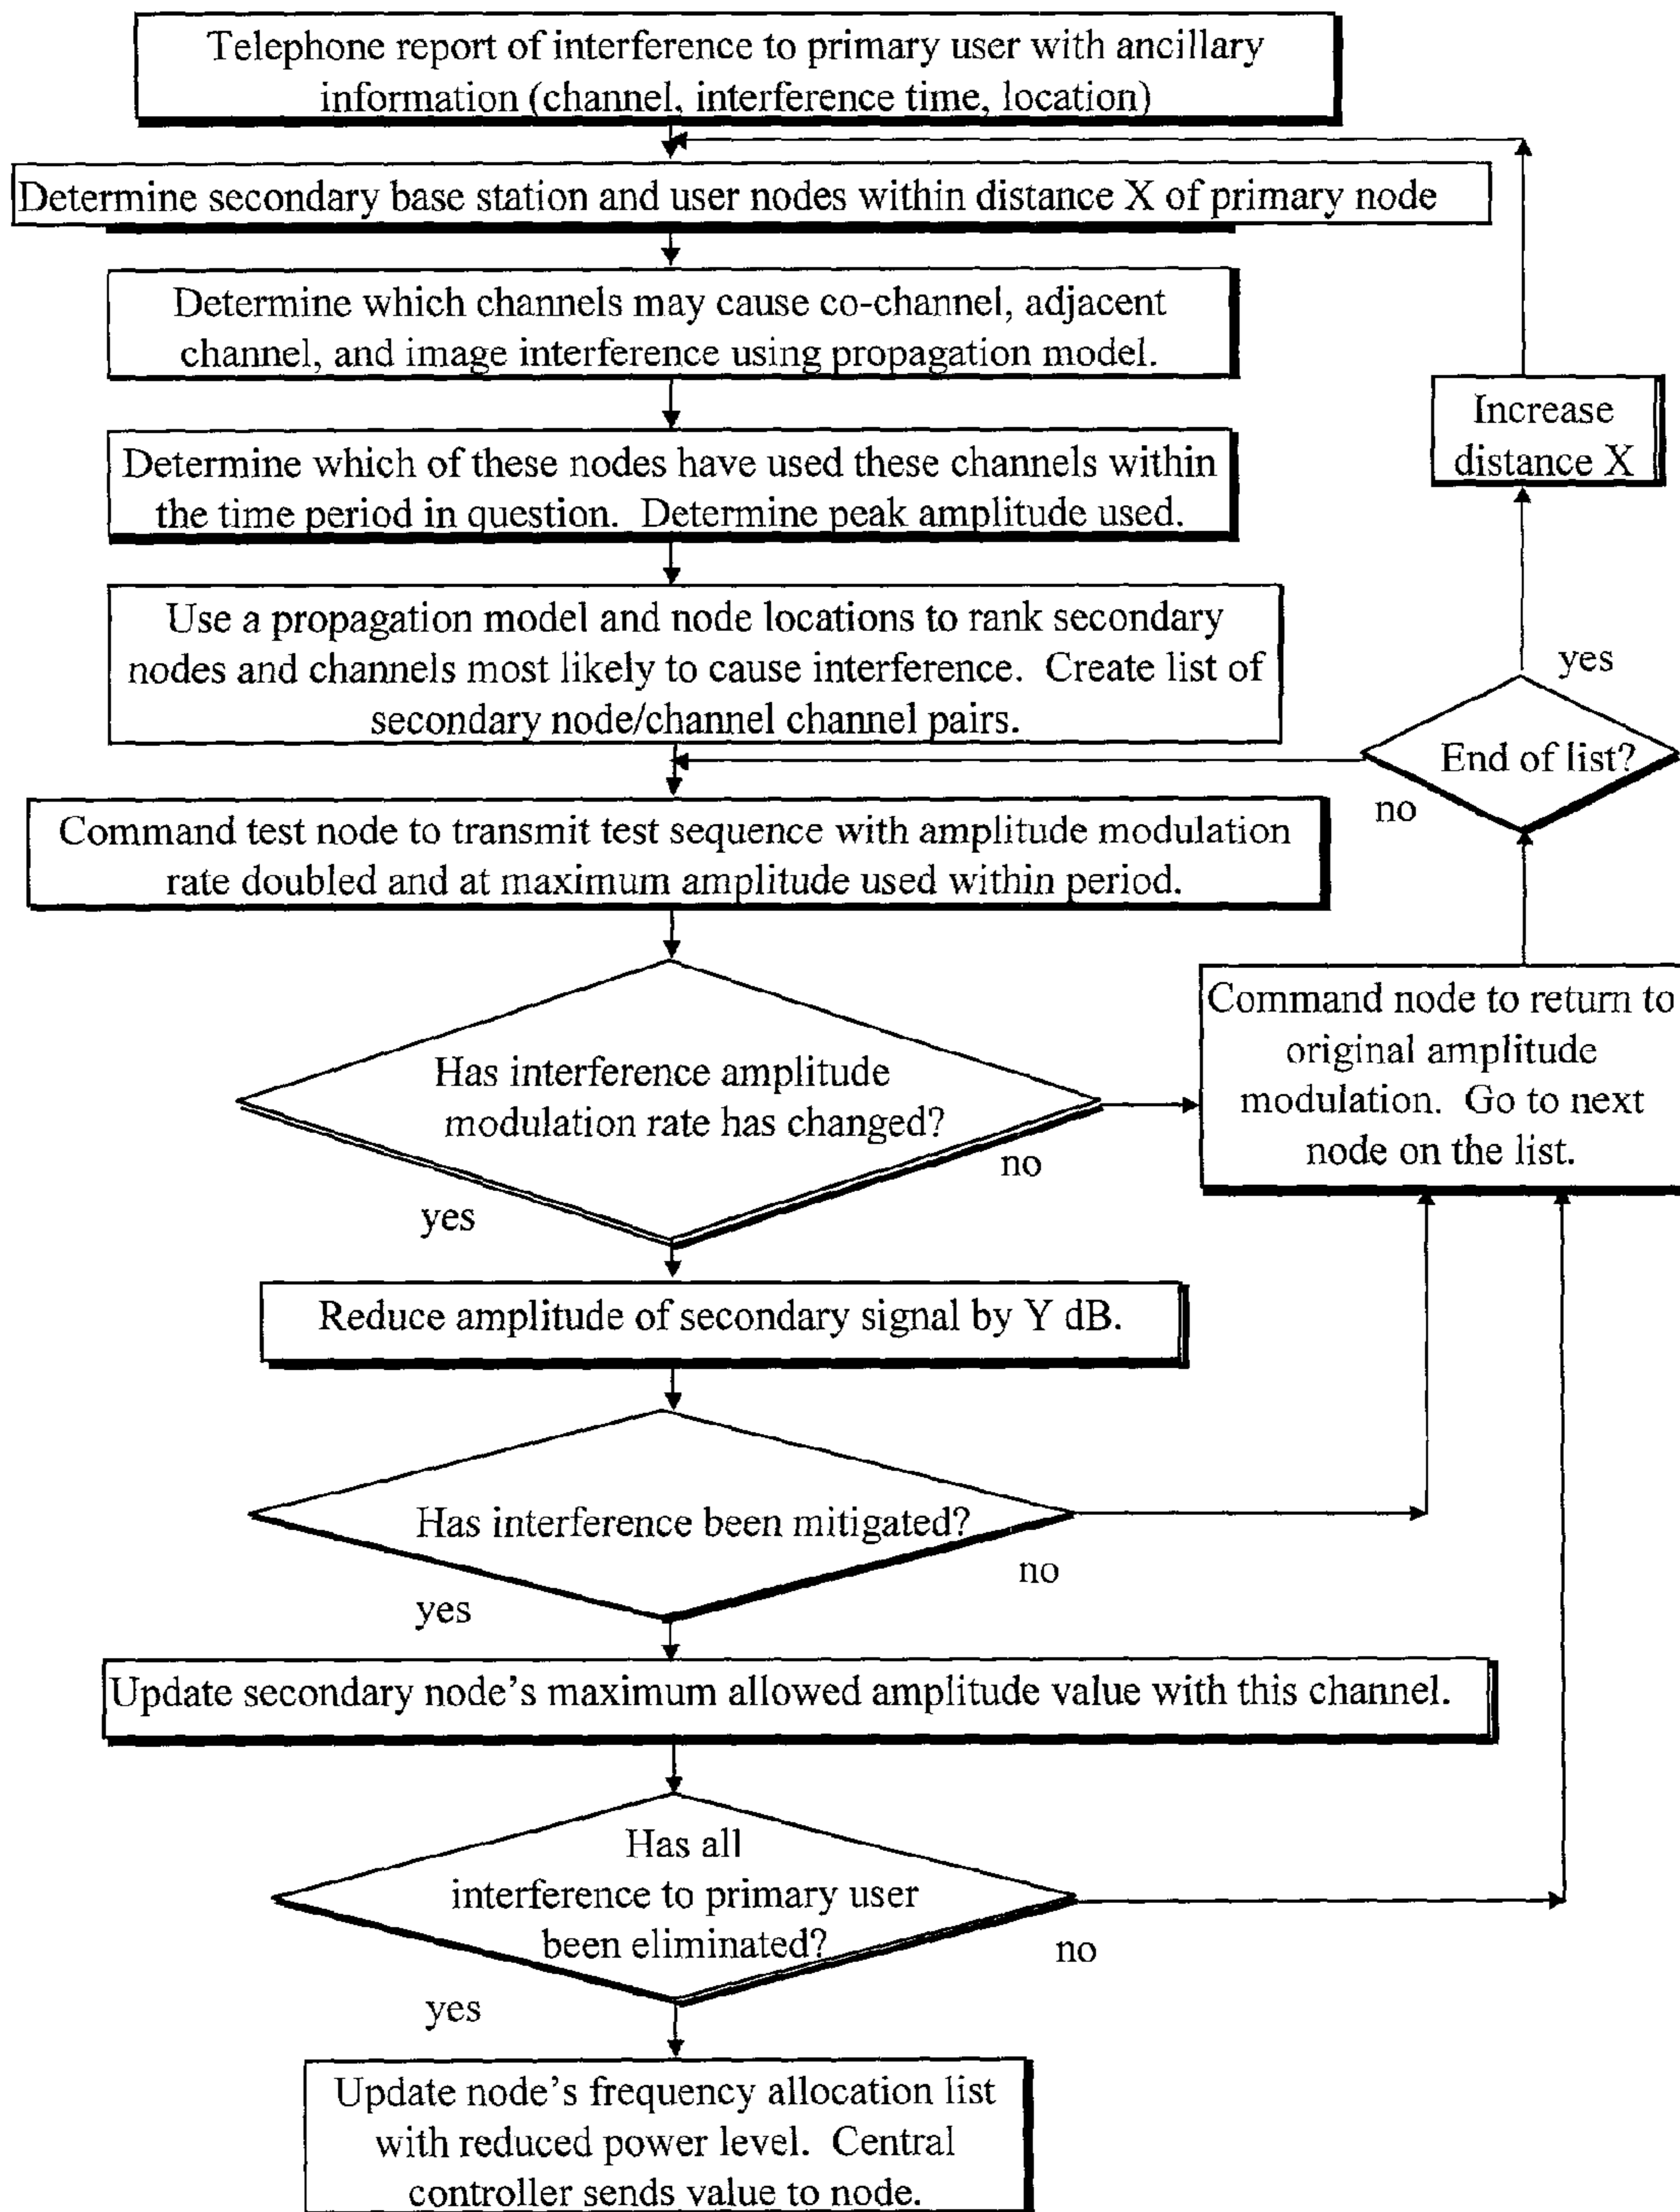 Telephone report of interference to primary user with ancillary
information (channel, interference time, location)
Determine secondary base station and user nodes within distance X of primary node
Determine which channels may cause co-channel, adjacent
channel, and image interference using propagation model.
Increase
distance X
Determine which of these nodes have used these channels within
the time period in question. Determine peak amplitude used.
Use a propagation model and node locations to rank secondary
nodes and channels most likely to cause interference. Create list of
secondary node/channel channel pairs.
yes
End of list?
no
Command test node to transmit test sequence with amplitude modulation
rate doubled and at maximum amplitude used within period.
Command node to return to
original amplitude
modulation. Go to next
node on the list.
Has interference amplitude
modulation rate has changed?
no
yes
Reduce amplitude of secondary signal by Y dB.
Has interference been mitigated?
no
yes
Update secondary node's maximum allowed amplitude value with this channel.
Has all
interference to primary user
been eliminated?
no
yes
Update node's frequency allocation list
with reduced power level. Central
controller sends value to node.